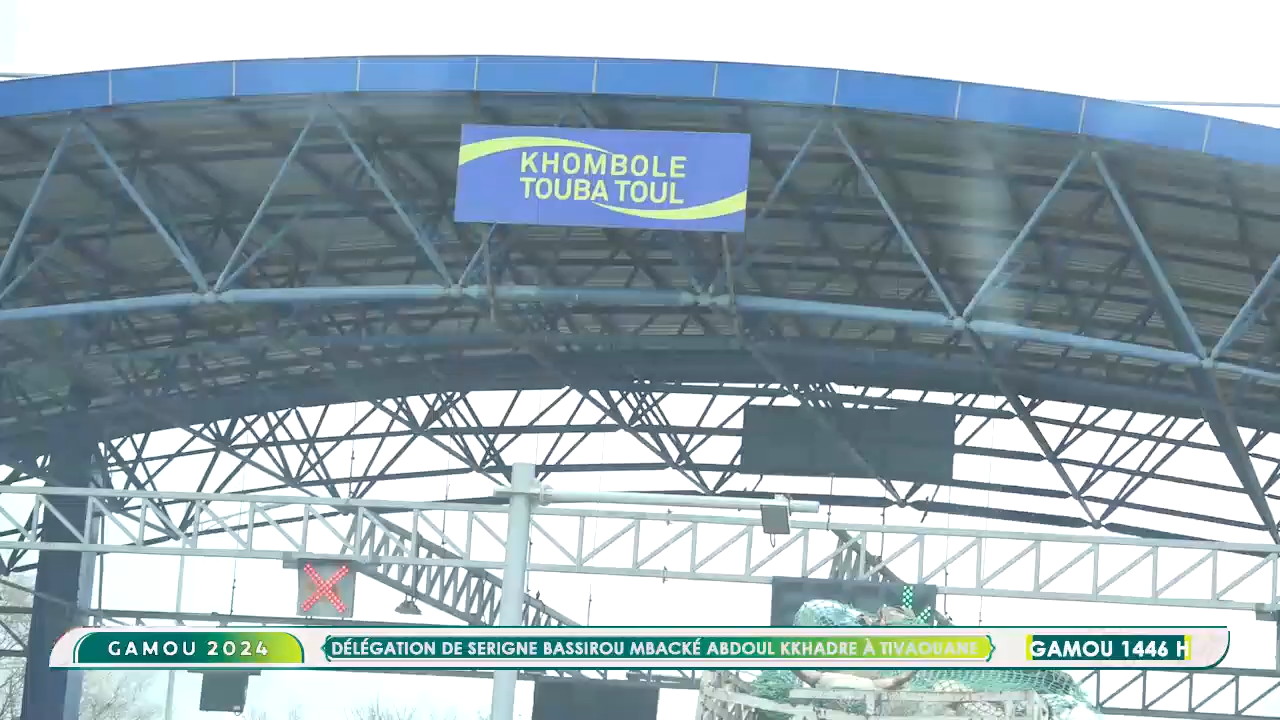 KHOMBOLE
TOUBA TOUL
GAMOU 2024
DÉLÉGATION DE SERIGNE BASSIROU MBACKÉ ABDOUL KKHADRE À TIVAOUANE
GAMOU 1446 H